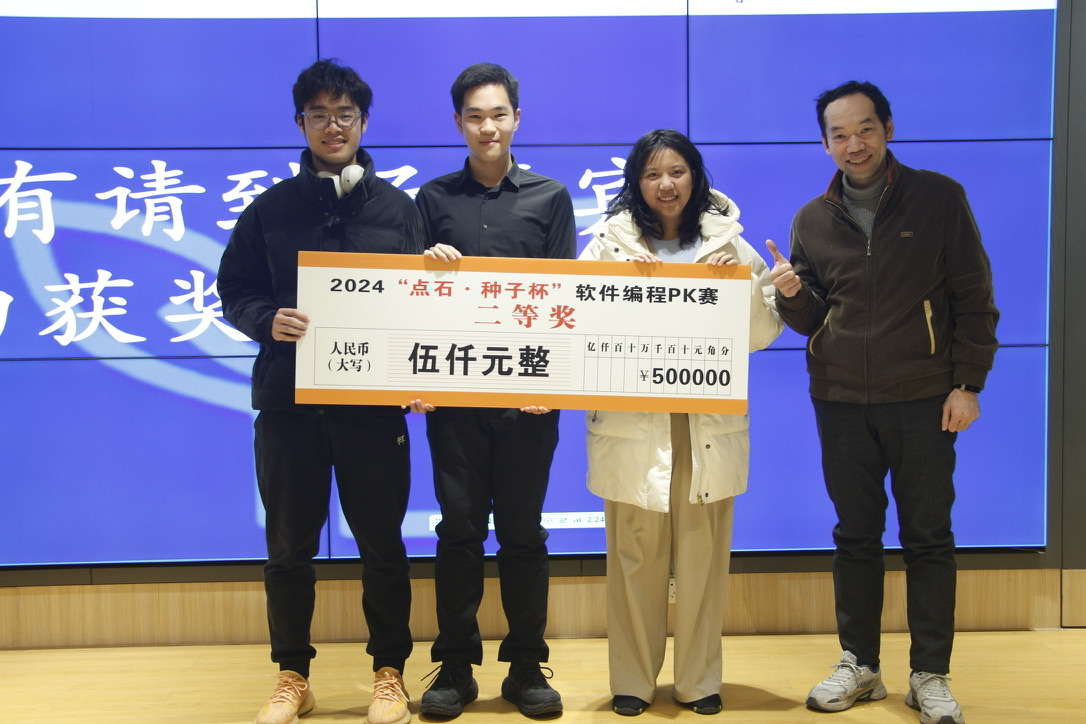 有请到
获奖
2024 “点石·种子杯” 软件编程PK赛
二等奖
人民币
（大写）
伍仟元整
亿仟百十万千百十元角分
¥500000